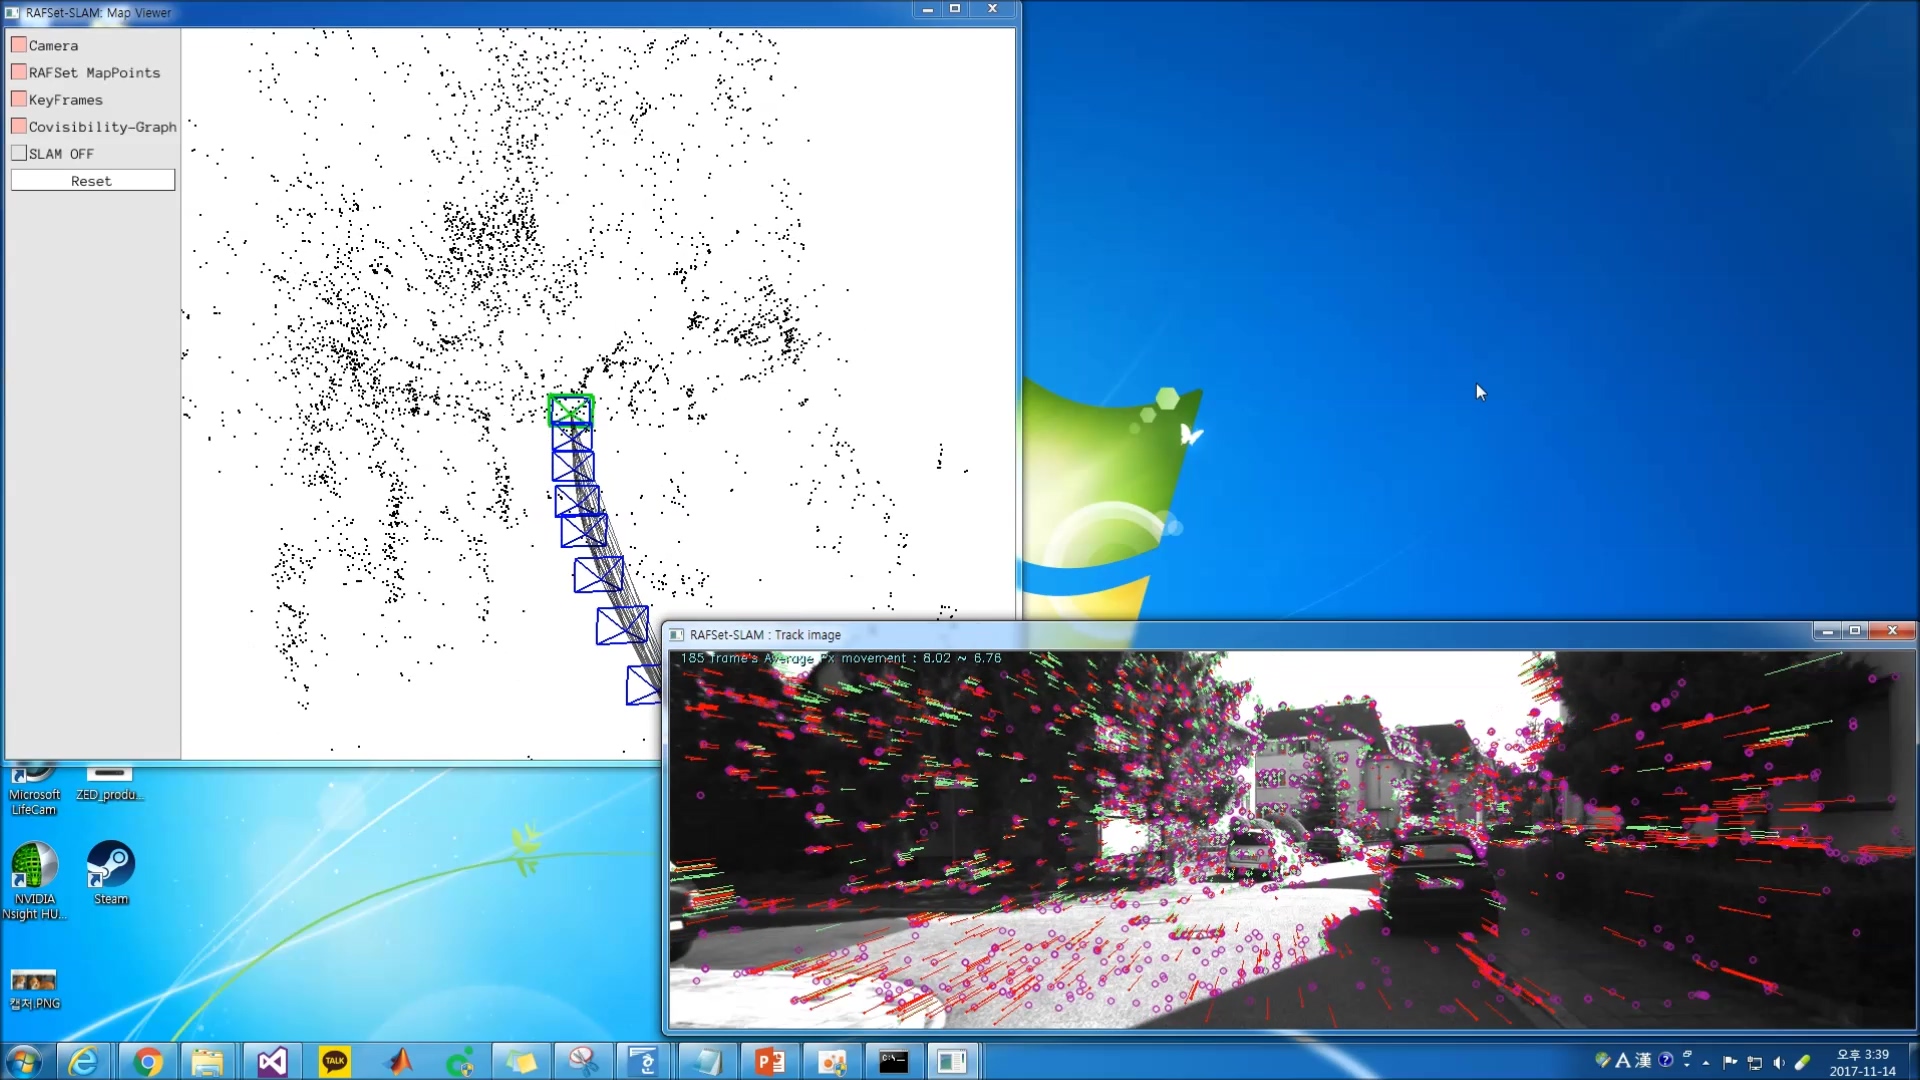 RAFSet-SLAM: Map Viewer
Camera
RAFSet MapPoints
KeyFrames
Covisibility-Graph
SLAM OFF
Reset
RAFSet-SLAM : Track image
185 frame's Average Px movement : 8.02 ~ 6.76
Microsoft
LifeCam
ZED_produ...
NVIDIA
Nsight HU...
Steam
캡처.PNG
TALK
C:\-
A 漢
오후 3:39
2017-11-14